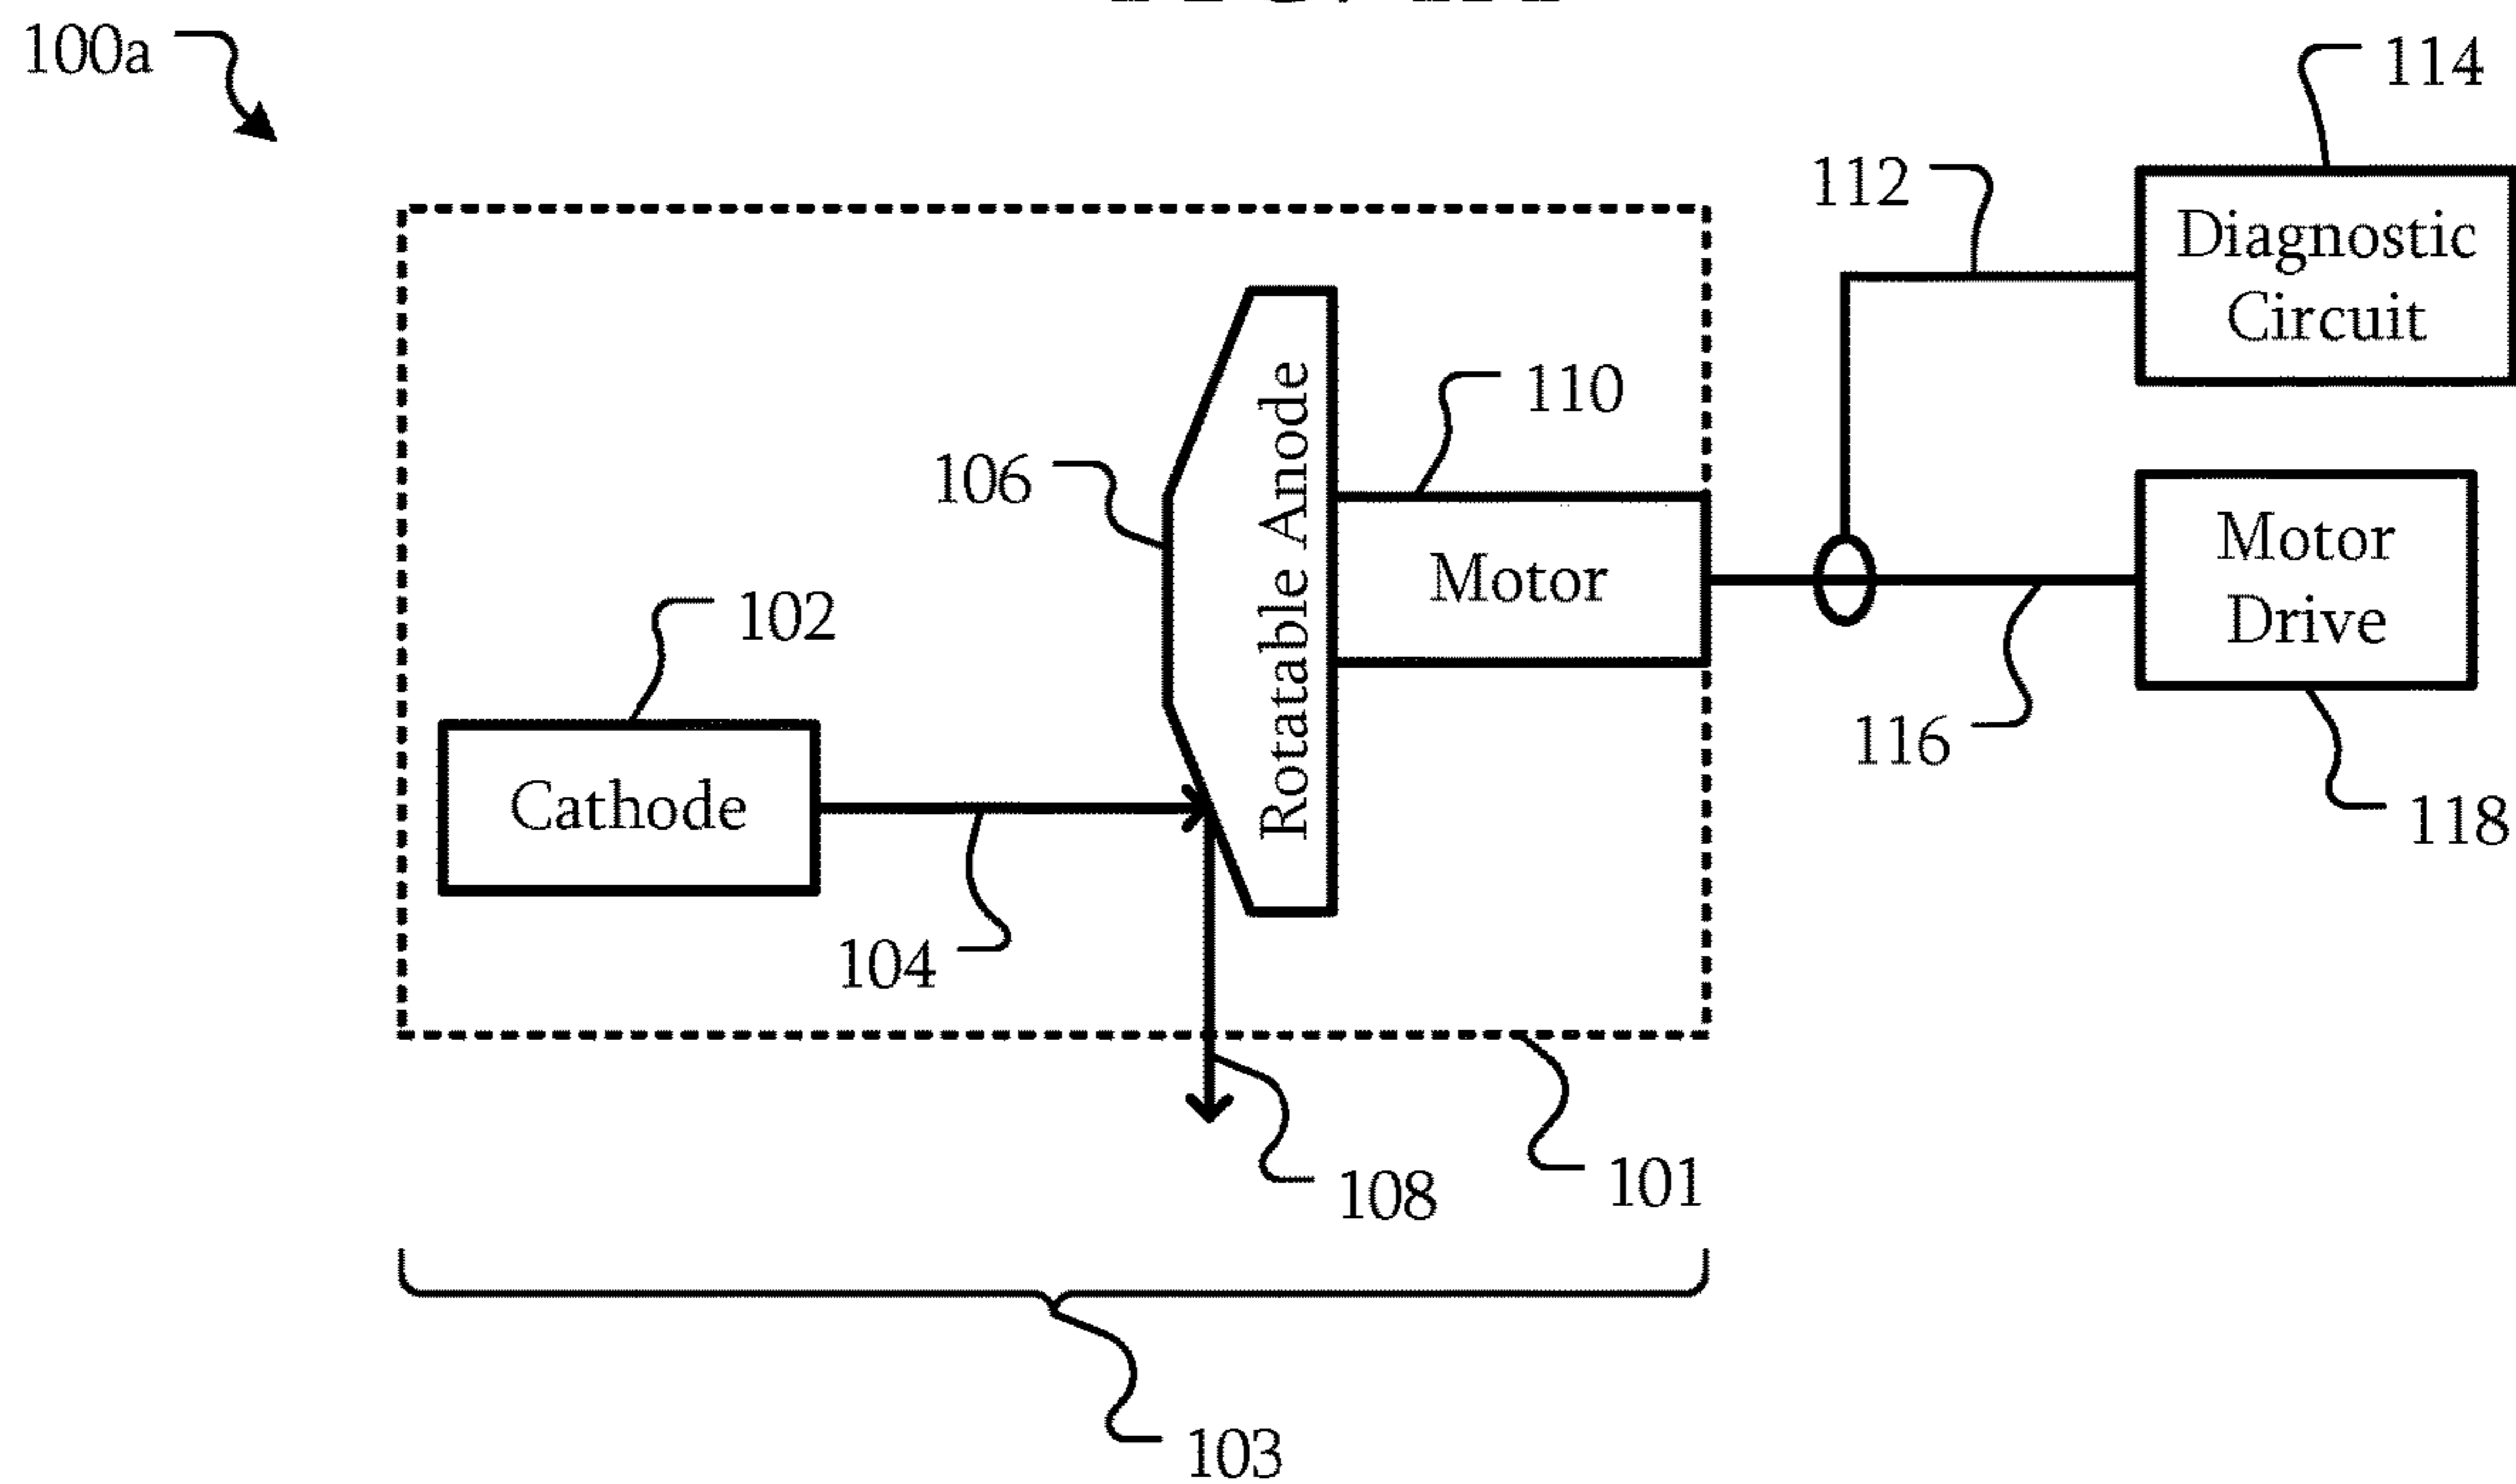 100a
114
112
Diagnostic
Circuit
110
106
Rotatable Anode
Motor
Motor
Drive
102
116
Cathode
118
104
108
101
103